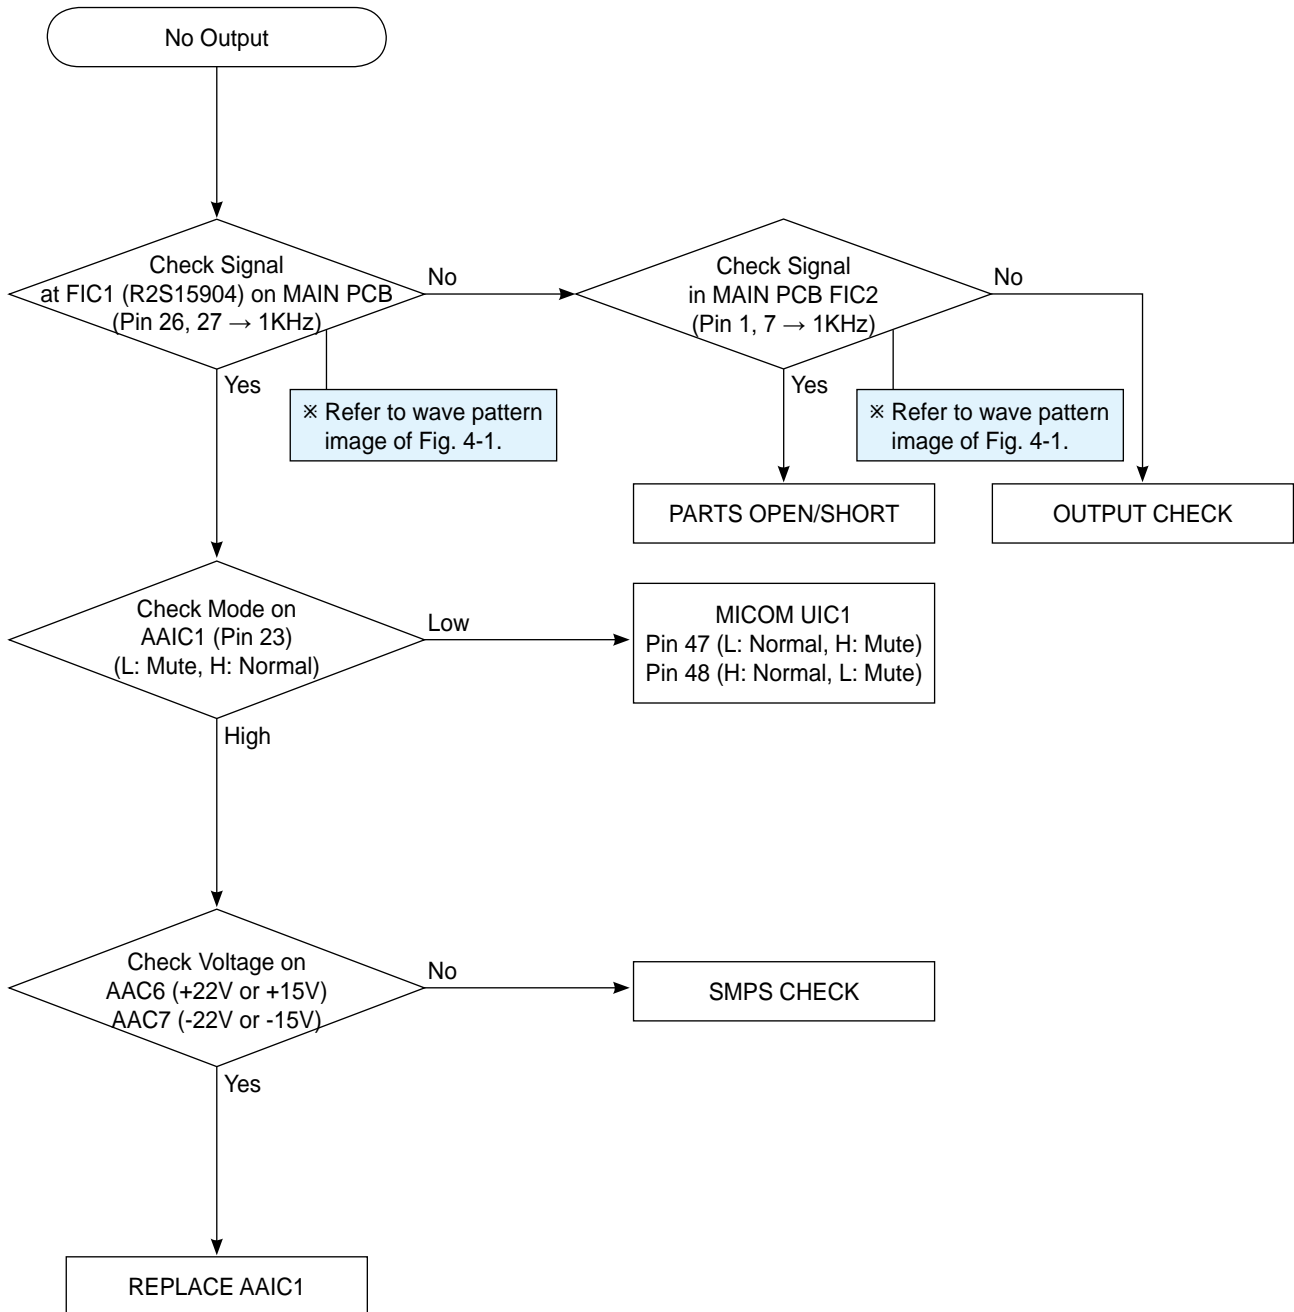 No Output
Check Signal
at FIC1 (R2S15904) on MAIN PCB
(Pin 26, 27 → 1KHz)
No
Check Signal
in MAIN PCB FIC2
(Pin 1, 7 → 1KHz)
No
Yes
※ Refer to wave pattern
image of Fig. 4-1.
Yes
※ Refer to wave pattern
image of Fig. 4-1.
PARTS OPEN/SHORT
OUTPUT CHECK
Check Mode on
AAIC1 (Pin 23)
(L: Mute, H: Normal)
Low
MICOM UIC1
Pin 47 (L: Normal, H: Mute)
Pin 48 (H: Normal, L: Mute)
High
Check Voltage on
AAC6 (+22V or +15V)
AAC7 (-22V or -15V)
No
SMPS CHECK
Yes
REPLACE AAIC1